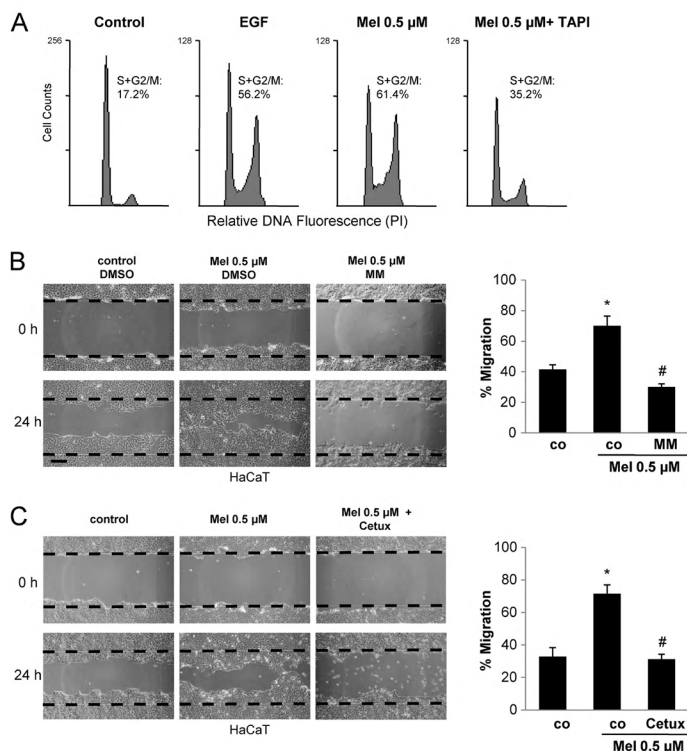 A
Control
EGF
Mel 0.5 µM
Mel 0.5 µM+ TAPI
256
128
128
128
S+G2/M:
17.2%
S+G2/M:
56.2%
S+G2/M:
61.4%
S+G2/M:
35.2%
Cell Counts
Relative DNA Fluorescence (PI)
B
control
DMSO
Mel 0.5 µM
DMSO
Mel 0.5 µM
MM
0 h
24 h
HaCaT
% Migration
100
80
60
40
20
0
*
#
co
co
MM
Mel 0.5 µM
C
control
Mel 0.5 µM
Mel 0.5 µM +
Cetux
0 h
24 h
HaCaT
% Migration
100
80
60
40
20
0
*
#
co
co
Cetux
Mel 0.5 µM